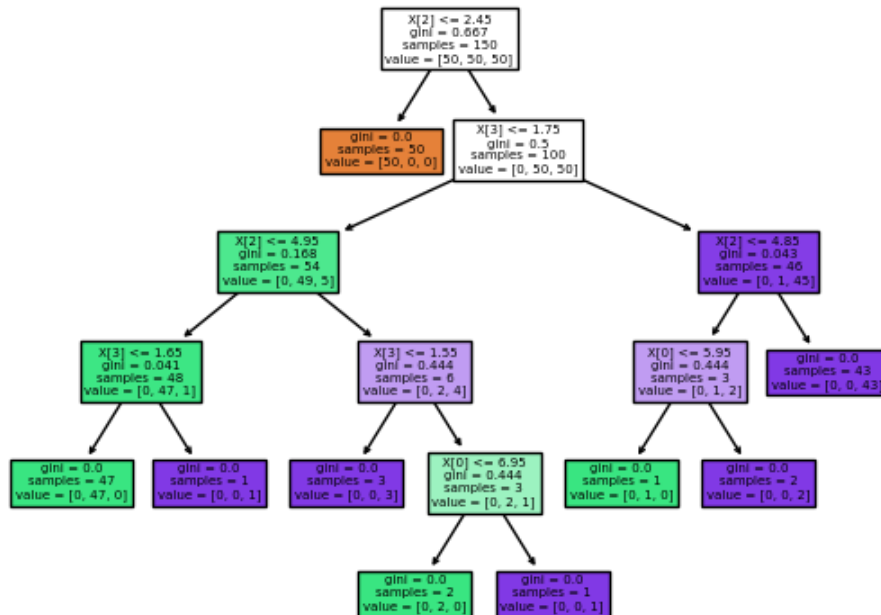 X[2] <= 2.45
gini = 0.667
samples = 150
value = [50, 50, 50]
gini = 0.0
samples = 50
value = [50, 0, 0]
X[3] <= 1.75
gini = 0.5
samples = 100
value = [0, 50, 50]
X[2] <= 4.95
gini = 0.168
samples = 54
value = [0, 49, 5]
X[2] <= 4.85
gini = 0.043
samples = 46
value = [0, 1, 45]
X[3] <= 1.65
gini = 0.041
samples = 48
value = [0, 47, 1]
X[3] <= 1.55
gini = 0.444
samples = 6
value = [0, 2, 4]
X[0] <= 5.95
gini = 0.444
samples = 3
value = [0, 1, 2]
gini = 0.0
samples = 43
value = [0, 0, 43]
gini = 0.0
samples = 47
value = [0, 47, 0]
gini = 0.0
samples = 1
value = [0, 0, 1]
gini = 0.0
samples = 3
value = [0, 0, 3]
X[0] <= 6.95
gini = 0.444
samples = 3
value = [0, 2, 1]
gini = 0.0
samples = 1
value = [0, 1, 0]
gini = 0.0
samples = 2
value = [0, 0, 2]
gini = 0.0
samples = 2
value = [0, 2, 0]
gini = 0.0
samples = 1
value = [0, 0, 1]